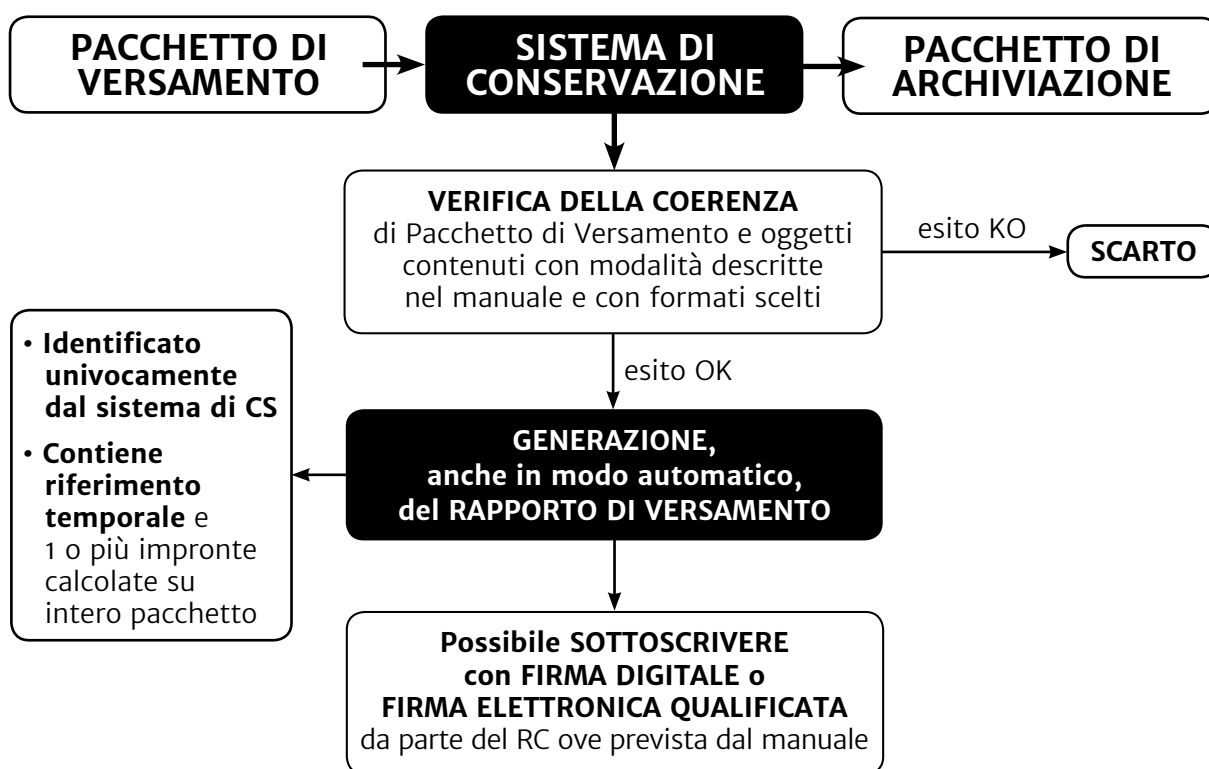 PACCHETTO DI
VERSAMENTO
SISTEMA DI
CONSERVAZIONE
PACCHETTO DI
ARCHIVIAZIONE
VERIFICA DELLA COERENZA
di Pacchetto di Versamento e oggetti
contenuti con modalità descritte
nel manuale e con formati scelti
esito KO
SCARTO
esito OK
• Identificato
univocamente
dal sistema di CS
• Contiene
riferimento
temporale e
1 o più impronte
calcolate su
intero pacchetto
GENERAZIONE,
anche in modo automatico,
del RAPPORTO DI VERSAMENTO
Possibile SOTTOSCRIVERE
con FIRMA DIGITALE o
FIRMA ELETTRONICA QUALIFICATA
da parte del RC ove prevista dal manuale